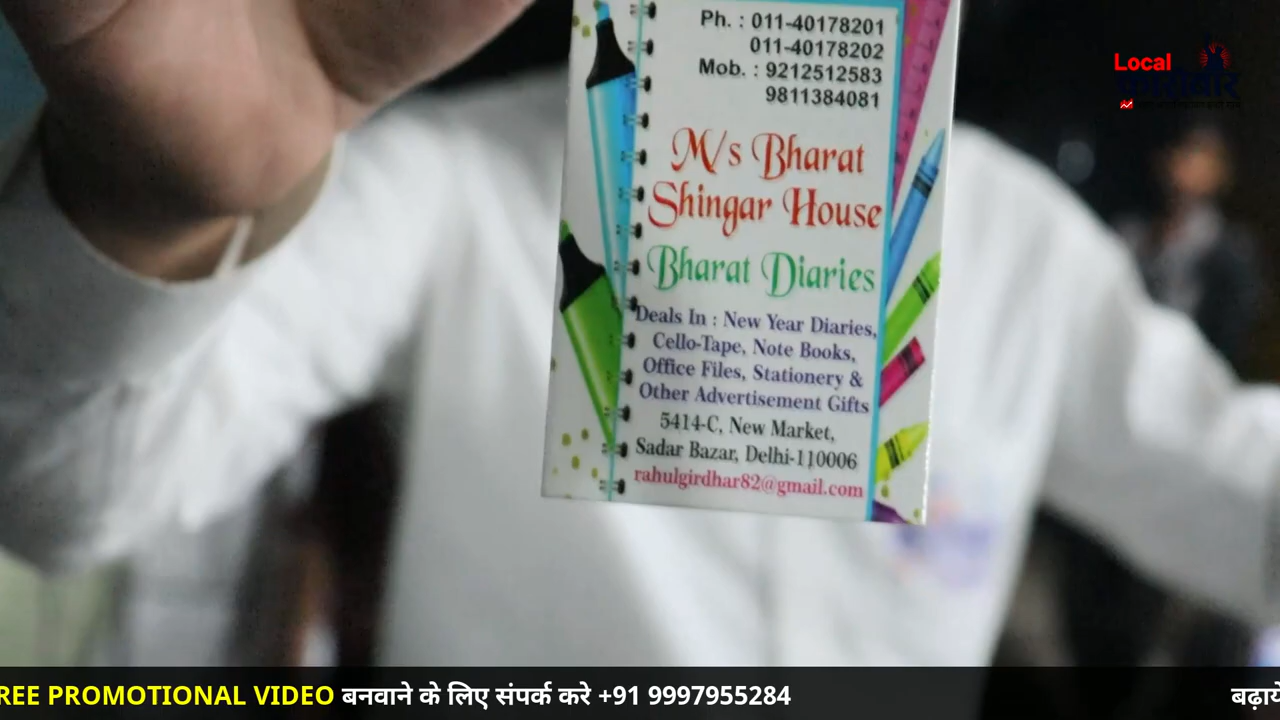 Ph. : 011-40178201
011-40178202
Mob. : 9212512583
9811384081
M/s Bharat
Shingar House
Bharat Diaries
Deals In : New Year Diaries,
Cello-Tape, Note Books,
Office Files, Stationery &
Other Advertisement Gifts
5414-C, New Market,
Sadar Bazar, Delhi-110006
rahulgirdhar82@gmail.com
Local
कारोबार
REE PROMOTIONAL VIDEO बनवाने के लिए संपर्क करे +91 9997955284
बढ़ाये